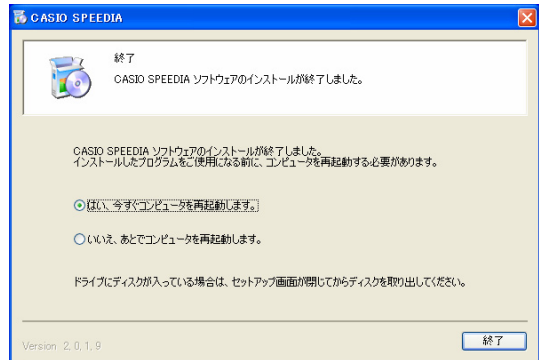 CASIO SPEEDIA
終了
CASIO SPEEDIA ソフトウェアのインストールが終了しました。
CASIO SPEEDIA ソフトウェアのインストールが終了しました。
インストールしたプログラムをご使用になる前に、コンピュータを再起動する必要があります。
はい、今すぐコンピュータを再起動します。
いいえ、あとでコンピュータを再起動します。
ドライブにディスクが入っている場合は、セットアップ画面が閉じてからディスクを取り出してください。
Version 2, 0, 1, 9
終了